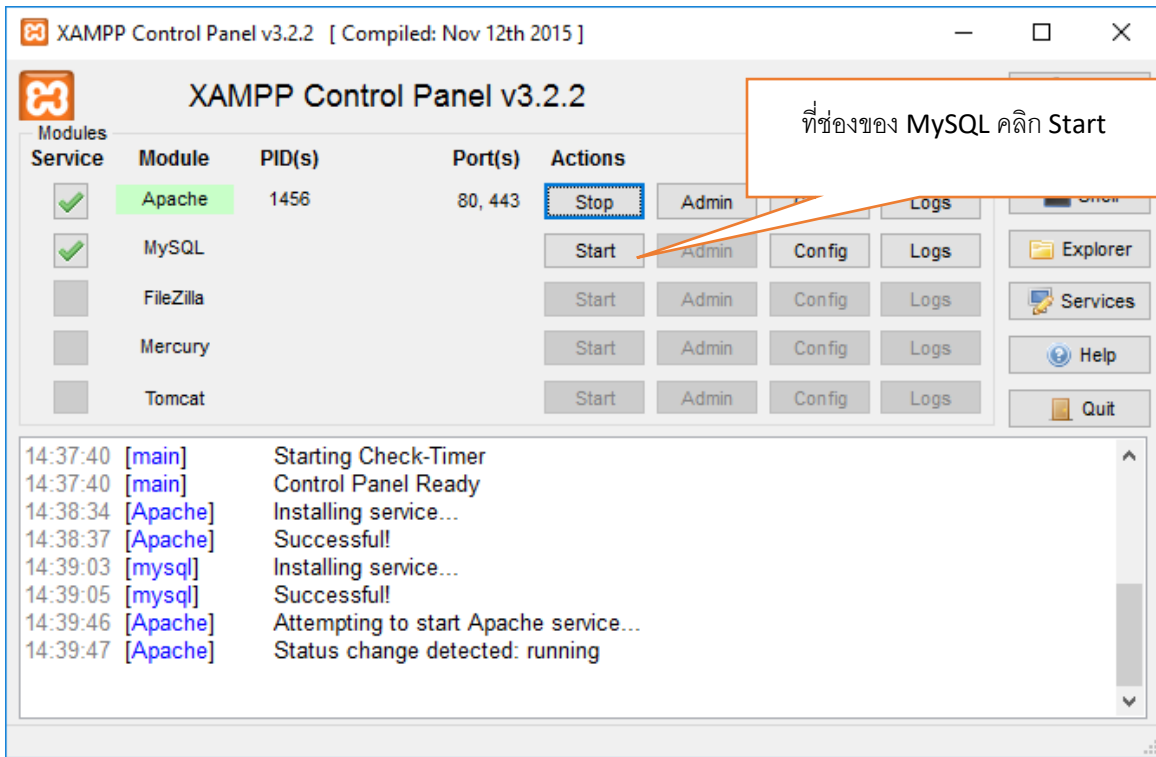 XAMPP Control Panel v3.2.2 [ Compiled: Nov 12th 2015 ]
XAMPP Control Panel v3.2.2
ที่ช่องของ MySQL คลิก Start
Modules
Service Module PID(s) Port(s) Actions
Apache 1456 80, 443 Stop Admin Logs
MySQL Start Admin Config Logs Explorer
FileZilla Start Admin Config Logs Services
Mercury Start Admin Config Logs Help
Tomcat Start Admin Config Logs Quit
14:37:40 [main] Starting Check-Timer
14:37:40 [main] Control Panel Ready
14:38:34 [Apache] Installing service...
14:38:37 [Apache] Successful!
14:39:03 [mysql] Installing service...
14:39:05 [mysql] Successful!
14:39:46 [Apache] Attempting to start Apache service...
14:39:47 [Apache] Status change detected: running